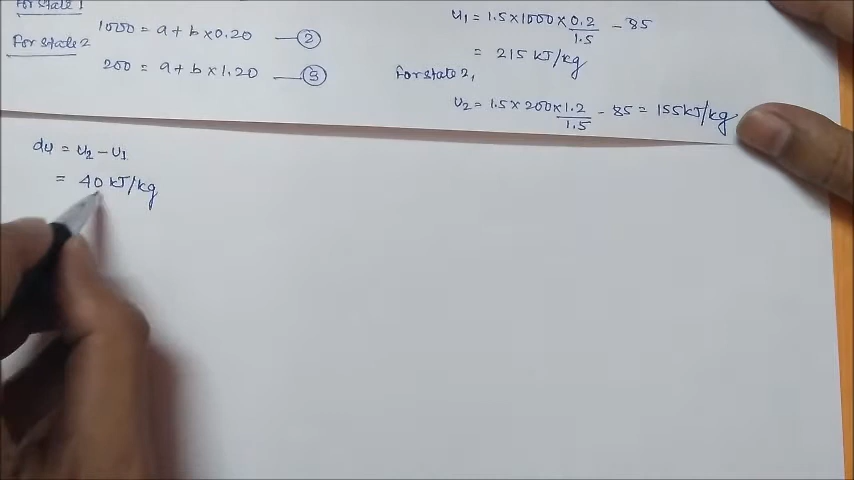 For state 1
1000 = a + b × 0.20 — ②
For state 2
200 = a + b × 1.20 — ③
u₁ = 1.5 × 1000 × 0.2/1.5 - 85
= 215 kJ/kg
For state 2,
U₂ = 1.5 × 200 × 1.2/1.5 - 85 = 155 kJ/kg
du = U₂ - U₁
= 40 kJ/kg